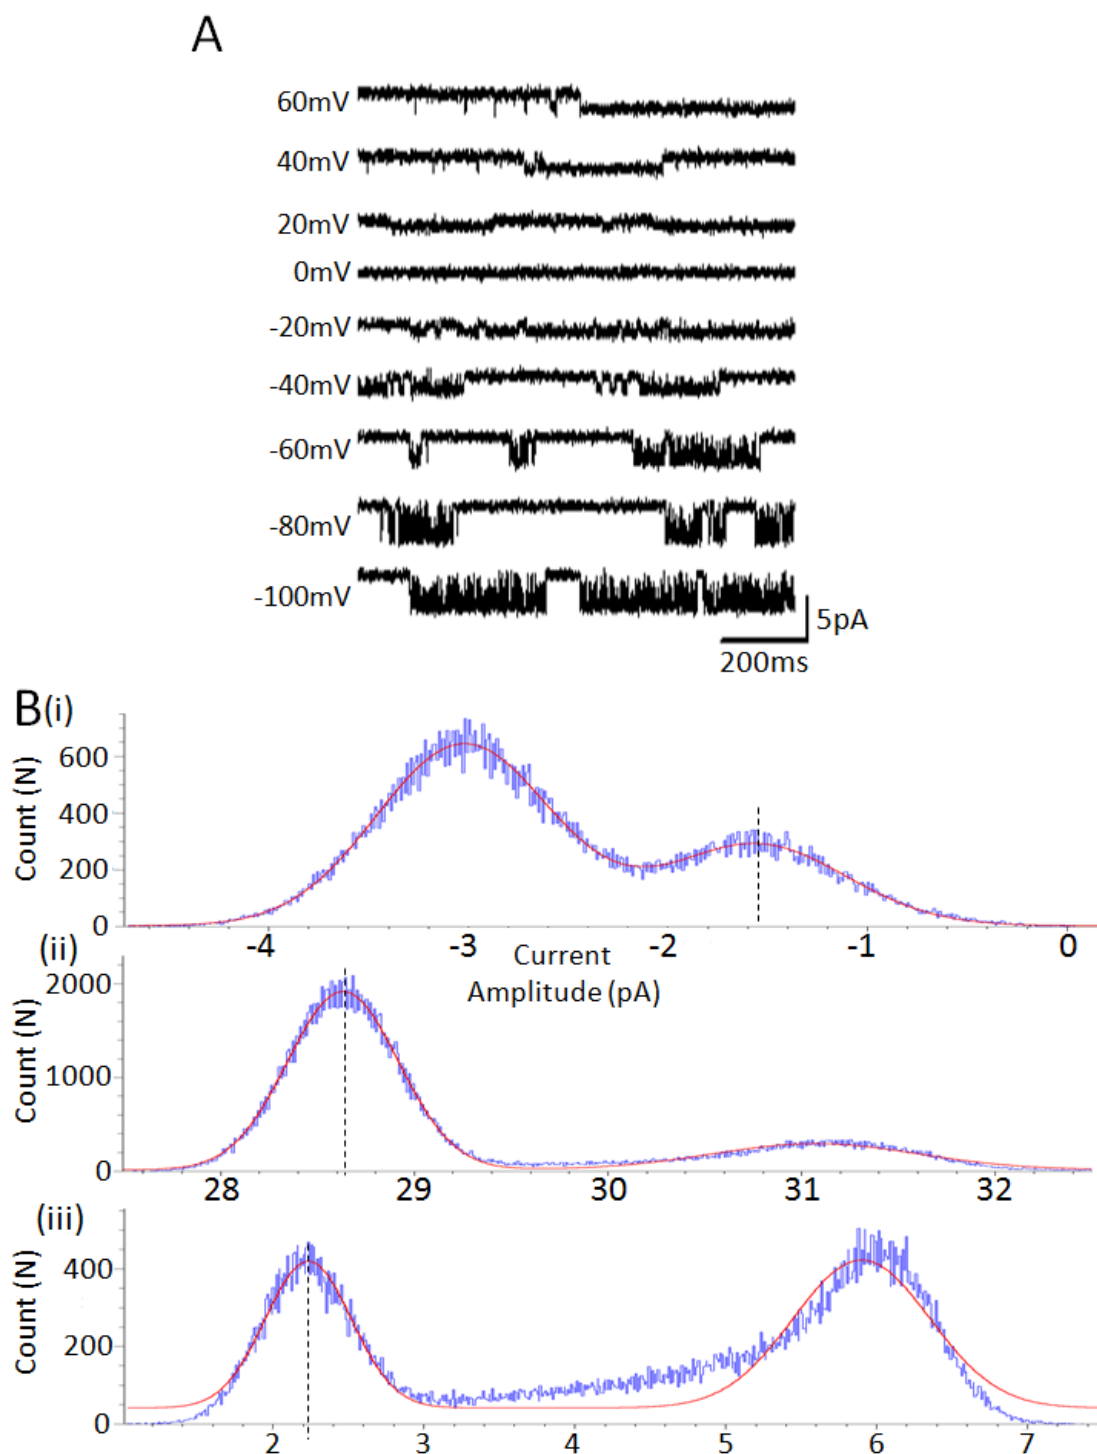 A
60mV
40mV
20mV
0mV
-20mV
-40mV
-60mV
-80mV
-100mV
5pA
200ms
B(i)
Count (N)
600
400
200
0
-4 -3 -2 -1 0
Current
Amplitude (pA)
(ii)
Count (N)
2000
1000
0
28 29 30 31 32
(iii)
Count (N)
400
200
0
2 3 4 5 6 7